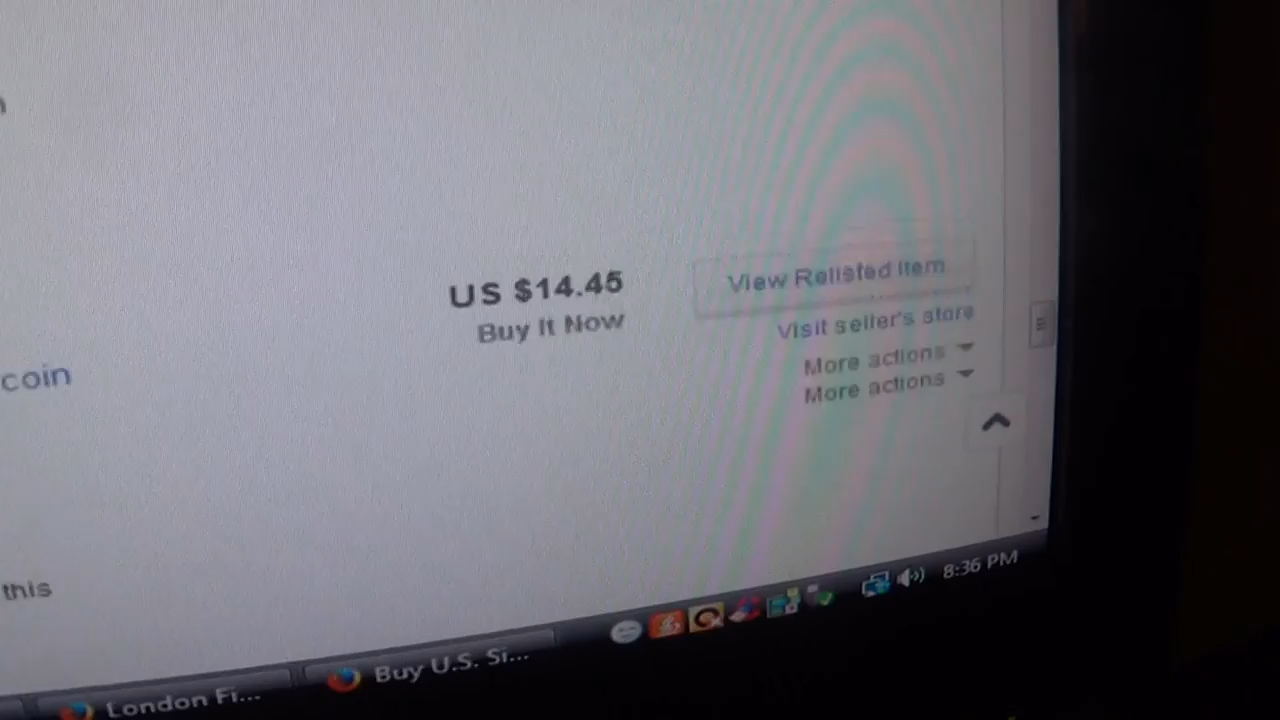 US $14.45
Buy It Now
View Relisted Item
Visit seller's store
More actions
More actions
coin
this
8:36 PM
Buy U.S. Si...
London Fi...